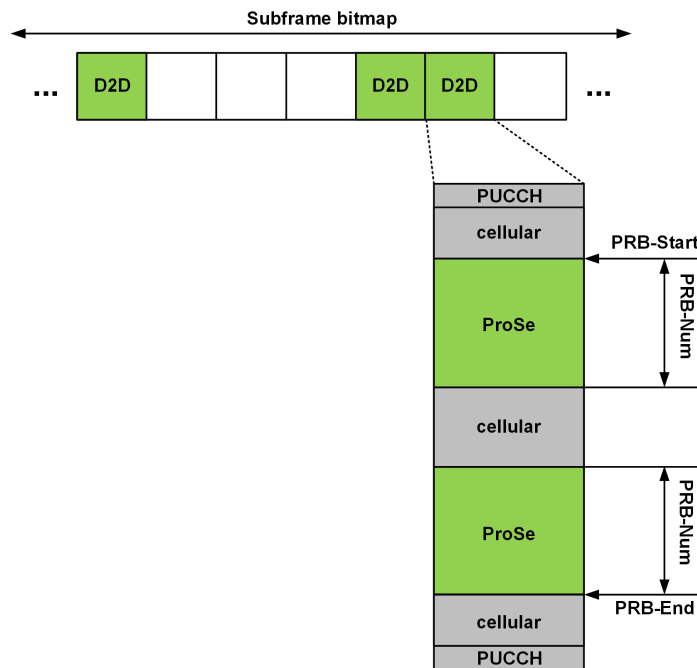 Subframe bitmap
... D2D D2D D2D ...
PUCCH
cellular
PRB-Start
ProSe
PRB-Num
cellular
ProSe
PRB-Num
PRB-End
cellular
PUCCH